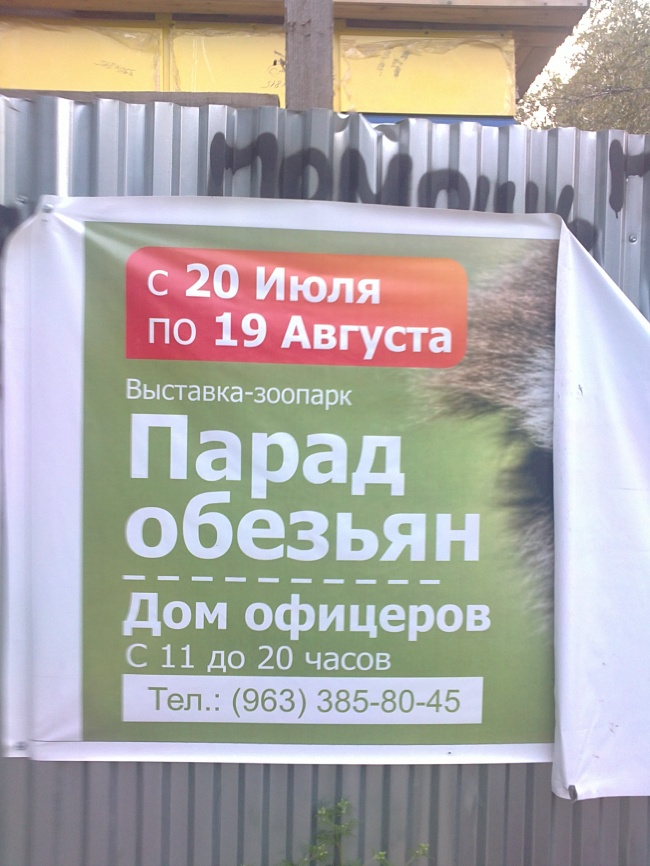 с 20 Июля
по 19 Августа
Выставка-зоопарк
Парад
обезьян
Дом офицеров
С 11 до 20 часов
Тел.: (963) 385-80-45